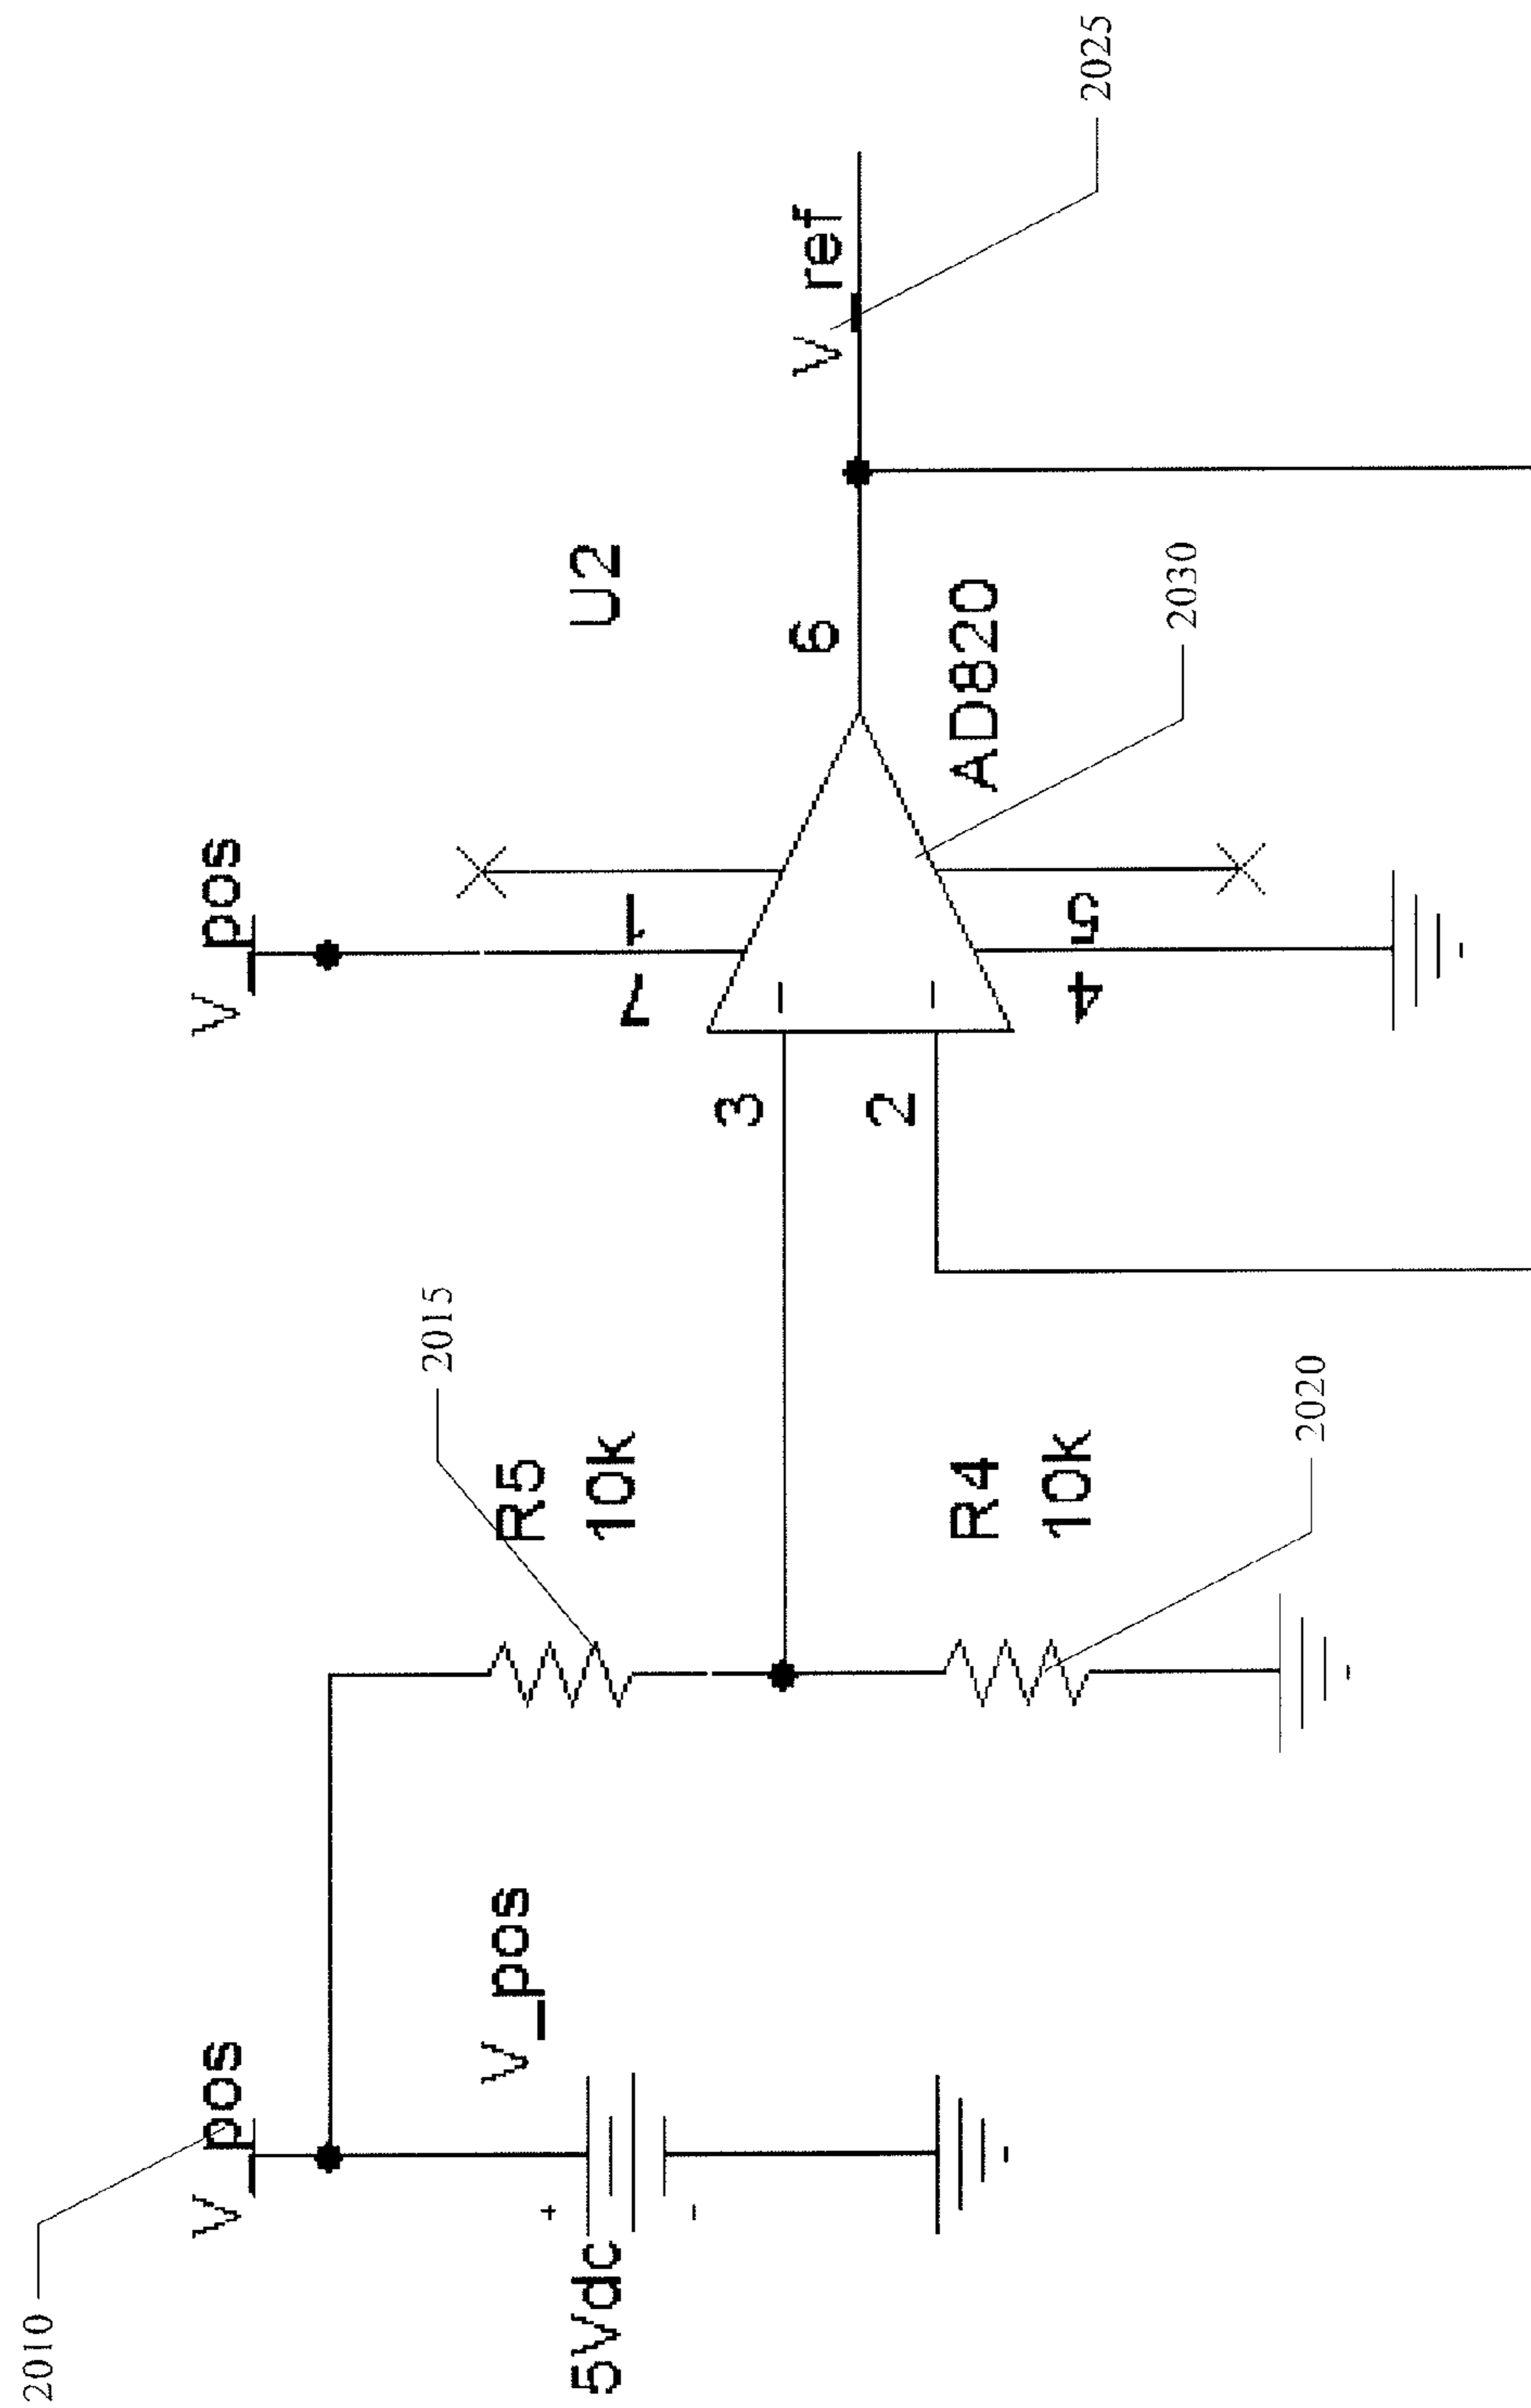 2010
V_pos
5Vdc
+
-
V_pos
2015
R5
10k
R4
10k
2020
V_pos
7
1
3
2
4
5
U2
6
AD820
2030
V_ref
2025